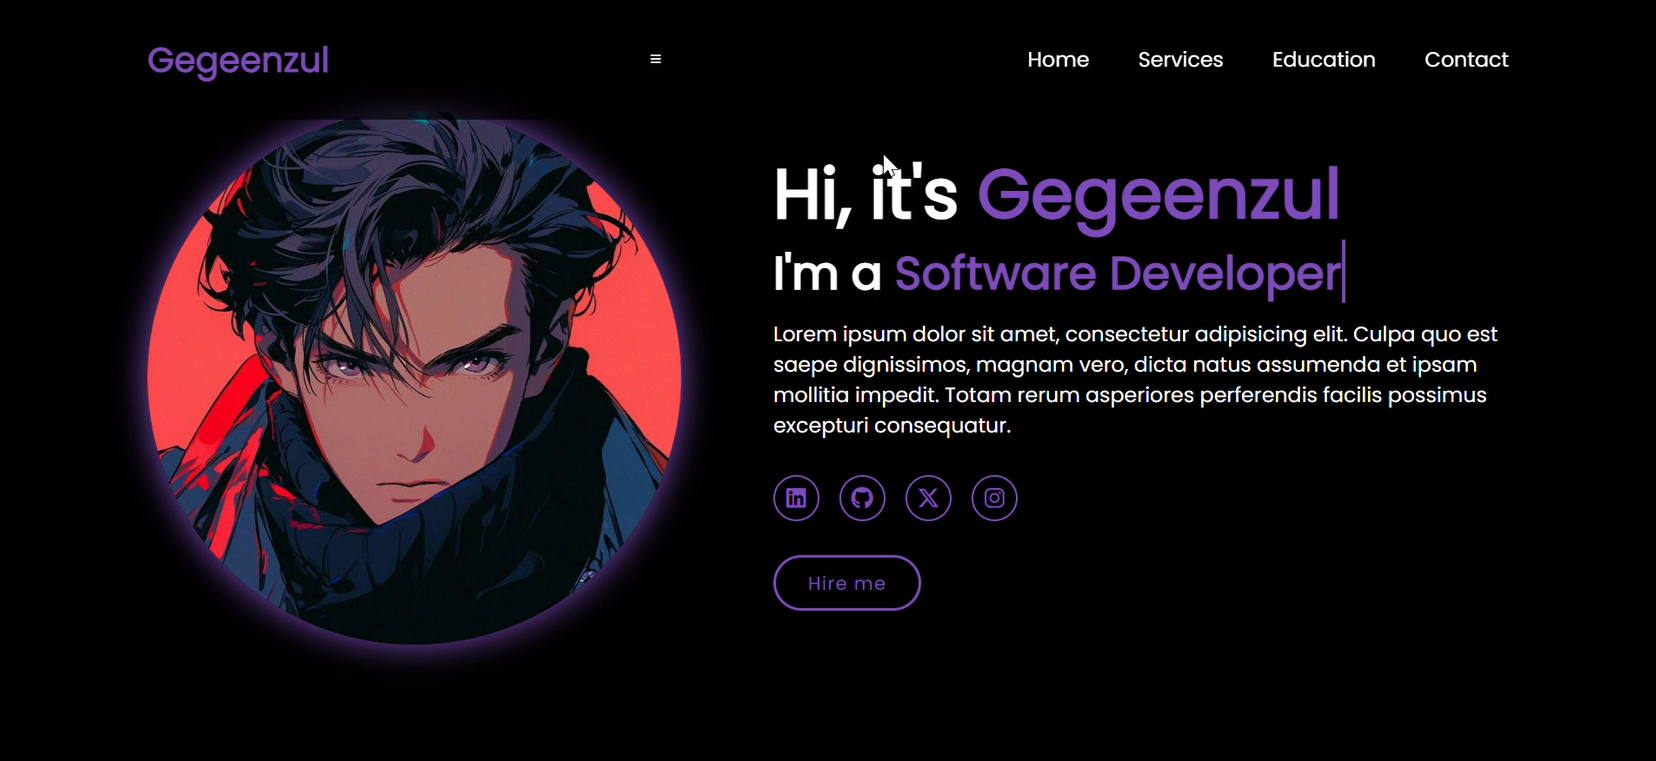 Gegeenzul
Home Services Education Contact
Hi, it's Gegeenzul
I'm a Software Developer
Lorem ipsum dolor sit amet, consectetur adipisicing elit. Culpa quo est
saepe dignissimos, magnam vero, dicta natus assumenda et ipsam
mollitia impedit. Totam rerum asperiores perferendis facilis possimus
excepturi consequatur.
Hire me